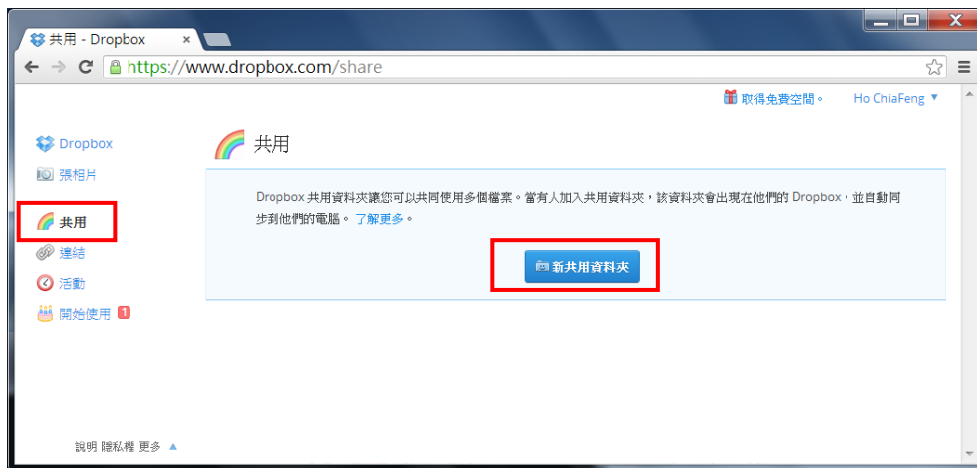 共用 - Dropbox
https://www.dropbox.com/share
取得免費空間。 Ho ChiaFeng ▼
Dropbox
張相片
共用
連結
活動
開始使用 1
共用
Dropbox 共用資料夾讓您可以共同使用多個檔案。當有人加入共用資料夾，該資料夾會出現在他們的 Dropbox，並自動同
步到他們的電腦。了解更多。
新共用資料夾
說明 隱私權 更多 ▲